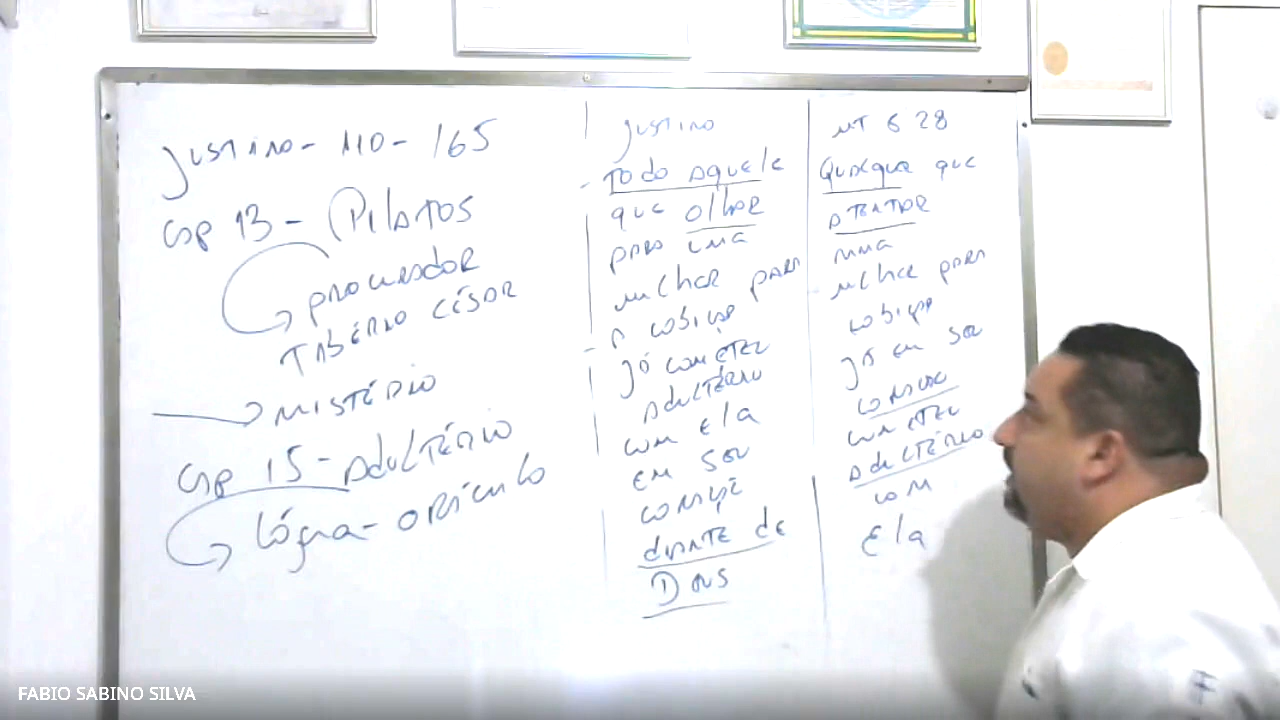 Justino - 110 - 165
Cap 13 - (Pilatos
procurador
Tibério César
mistério
Cap 15 - Adultério
Lógia - oráculo
Justino
Todo aquele
que olhar
para uma
mulher para
a cobiçar
já cometeu
adultério
com ela
em seu
coração
diante de
Deus
MT 5 28
Qualquer que
atentar
numa
mulher para
cobiçar
já em seu
coração
cometeu
adultério
com
Ela
FABIO SABINO SILVA